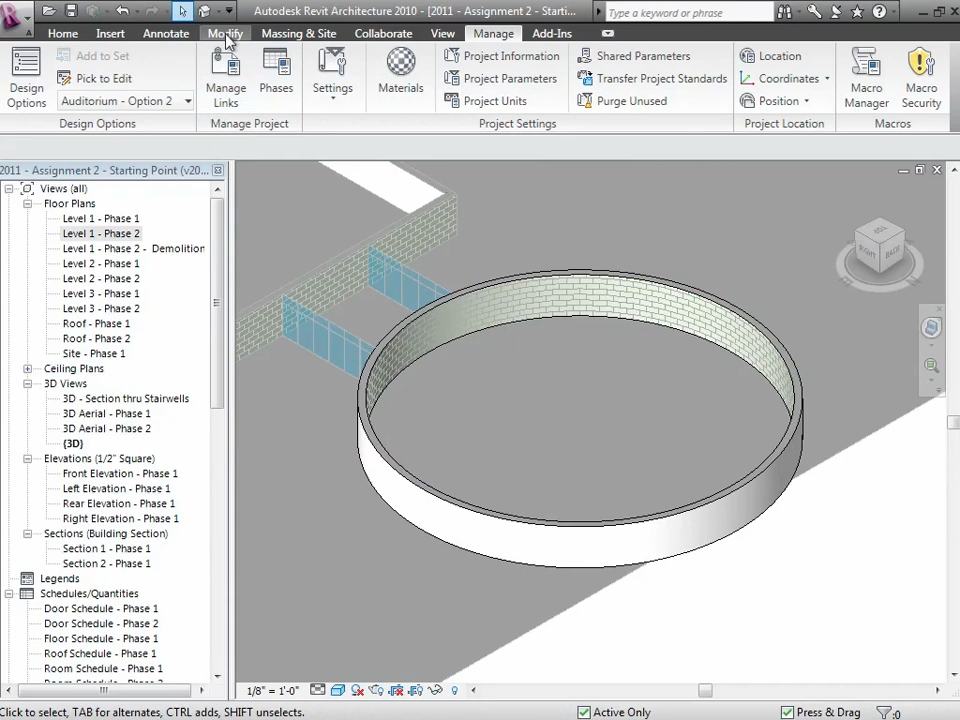 Autodesk Revit Architecture 2010 - [2011 - Assignment 2 - Starti...
Type a keyword or phrase
Home Insert Annotate Modify Massing & Site Collaborate View Manage Add-Ins
Design Options
Add to Set
Pick to Edit
Auditorium - Option 2
Manage Links
Phases
Settings
Materials
Project Information
Project Parameters
Project Units
Shared Parameters
Transfer Project Standards
Purge Unused
Location
Coordinates
Position
Macro Manager
Macro Security
Design Options Manage Project Project Settings Project Location Macros
2011 - Assignment 2 - Starting Point (v20...
Views (all)
Floor Plans
Level 1 - Phase 1
Level 1 - Phase 2
Level 1 - Phase 2 - Demolition
Level 2 - Phase 1
Level 2 - Phase 2
Level 3 - Phase 1
Level 3 - Phase 2
Roof - Phase 1
Roof - Phase 2
Site - Phase 1
Ceiling Plans
3D Views
3D - Section thru Stairwells
3D Aerial - Phase 1
3D Aerial - Phase 2
{3D}
Elevations (1/2" Square)
Front Elevation - Phase 1
Left Elevation - Phase 1
Rear Elevation - Phase 1
Right Elevation - Phase 1
Sections (Building Section)
Section 1 - Phase 1
Section 2 - Phase 1
Legends
Schedules/Quantities
Door Schedule - Phase 1
Door Schedule - Phase 2
Floor Schedule - Phase 1
Roof Schedule - Phase 1
Room Schedule - Phase 1
TOP
RIGHT
BACK
1/8" = 1'-0"
Click to select, TAB for alternates, CTRL adds, SHIFT unselects.
Active Only
Press & Drag
:0